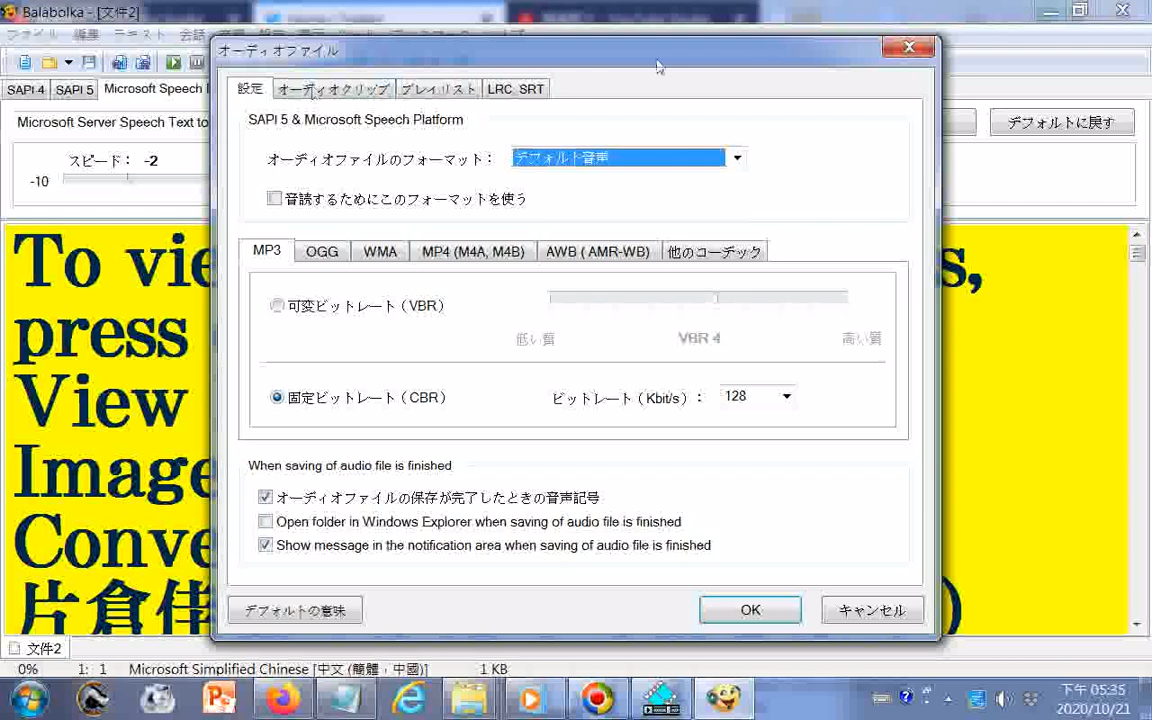 Balabolka - [文件2]
オーディオファイル
SAPI 4
SAPI 5
Microsoft Speech
設定
オーディオクリップ
プレイリスト
LRC, SRT
SAPI 5 & Microsoft Speech Platform
Microsoft Server Speech Text to
デフォルトに戻す
オーディオファイルのフォーマット：
デフォルト音声
スピード： -2
-10
音読するためにこのフォーマットを使う
MP3
OGG
WMA
MP4 (M4A, M4B)
AWB ( AMR-WB)
他のコーデック
可変ビットレート（VBR）
低い質
VBR 4
高い質
固定ビットレート（CBR）
ビットレート（Kbit/s）：
128
When saving of audio file is finished
オーディオファイルの保存が完了したときの音声記号
Open folder in Windows Explorer when saving of audio file is finished
Show message in the notification area when saving of audio file is finished
デフォルトの意味
OK
キャンセル
To vie
s,
press
View
Image
Conve
片倉佳
)
文件2
0%
1: 1
Microsoft Simplified Chinese [中文 (簡體，中國)]
1 KB
下午 05:35
2020/10/21